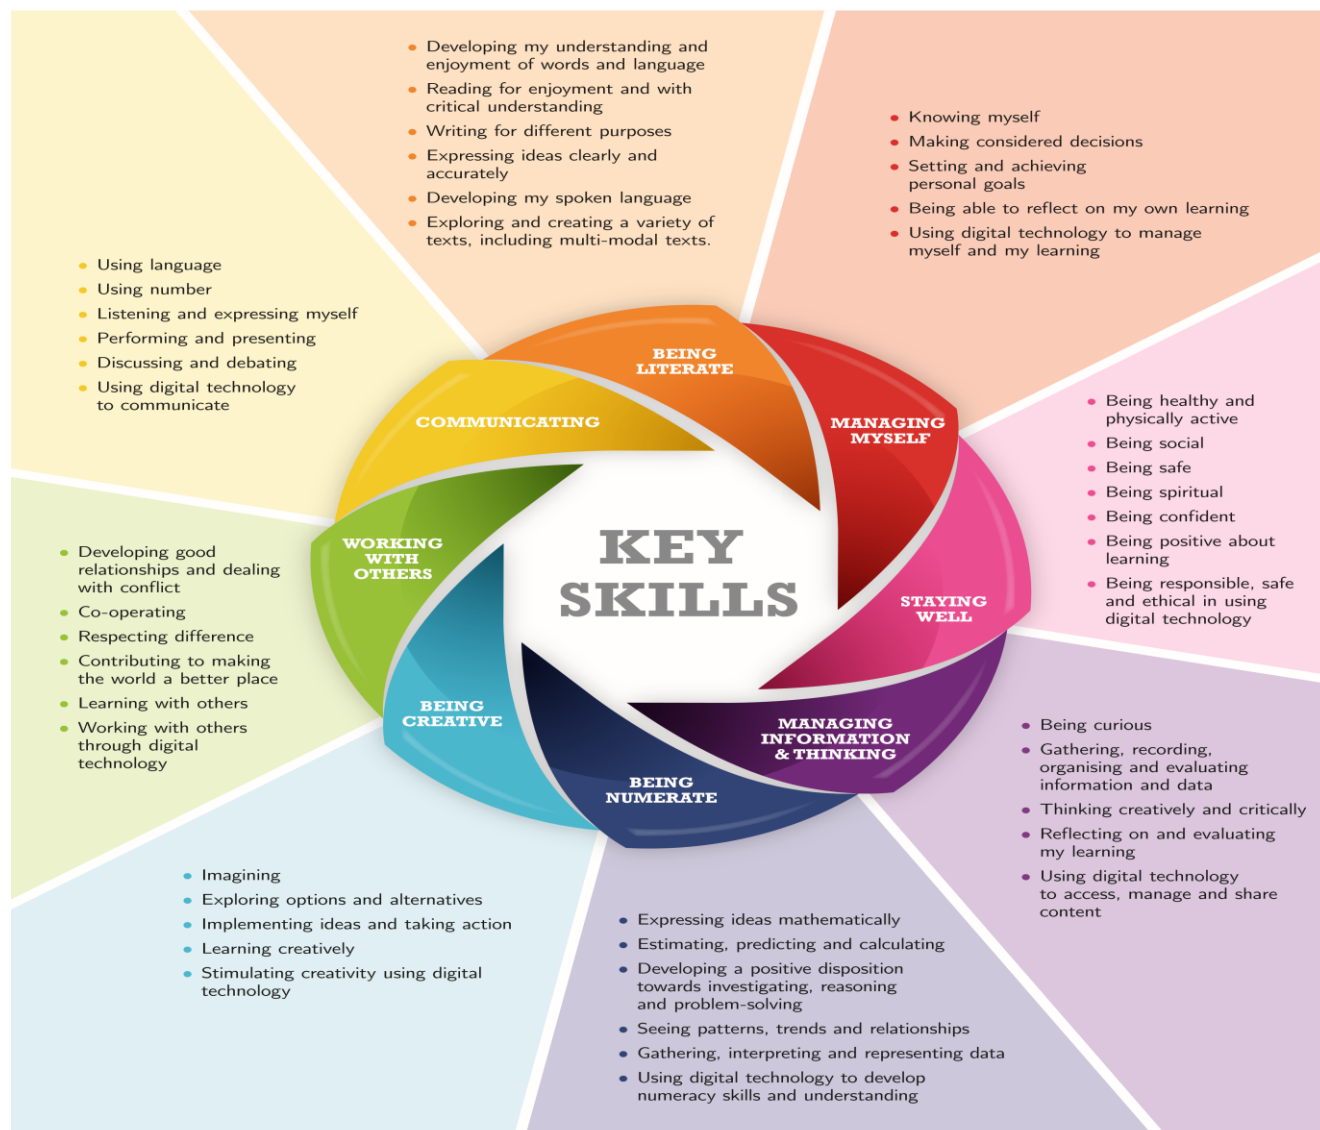 • Developing my understanding and
enjoyment of words and language
• Reading for enjoyment and with
critical understanding
• Writing for different purposes
• Expressing ideas clearly and
accurately
• Developing my spoken language
• Exploring and creating a variety of
texts, including multi-modal texts.
• Knowing myself
• Making considered decisions
• Setting and achieving
personal goals
• Being able to reflect on my own learning
• Using digital technology to manage
myself and my learning
• Using language
• Using number
• Listening and expressing myself
• Performing and presenting
• Discussing and debating
• Using digital technology
to communicate
BEING
LITERATE
COMMUNICATING
MANAGING
MYSELF
• Being healthy and
physically active
• Being social
• Being safe
• Being spiritual
• Being confident
• Being positive about
learning
• Being responsible, safe
and ethical in using
digital technology
KEY
SKILLS
WORKING
WITH
OTHERS
STAYING
WELL
• Developing good
relationships and dealing
with conflict
• Co-operating
• Respecting difference
• Contributing to making
the world a better place
• Learning with others
• Working with others
through digital
technology
BEING
CREATIVE
MANAGING
INFORMATION
& THINKING
BEING
NUMERATE
• Being curious
• Gathering, recording,
organising and evaluating
information and data
• Thinking creatively and critically
• Reflecting on and evaluating
my learning
• Using digital technology
to access, manage and share
content
• Imagining
• Exploring options and alternatives
• Implementing ideas and taking action
• Learning creatively
• Stimulating creativity using digital
technology
• Expressing ideas mathematically
• Estimating, predicting and calculating
• Developing a positive disposition
towards investigating, reasoning
and problem-solving
• Seeing patterns, trends and relationships
• Gathering, interpreting and representing data
• Using digital technology to develop
numeracy skills and understanding